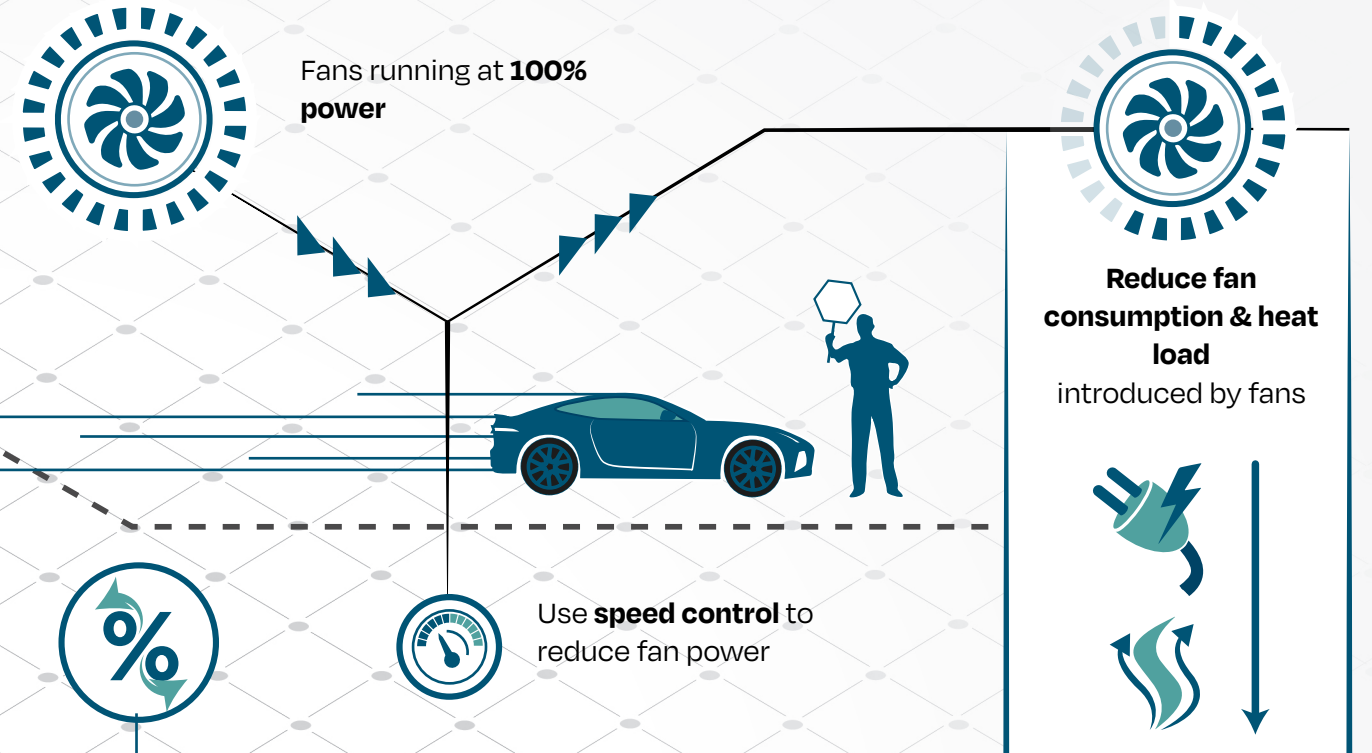 Fans running at 100%
power
Reduce fan
consumption & heat
load
introduced by fans
%
Use speed control to
reduce fan power